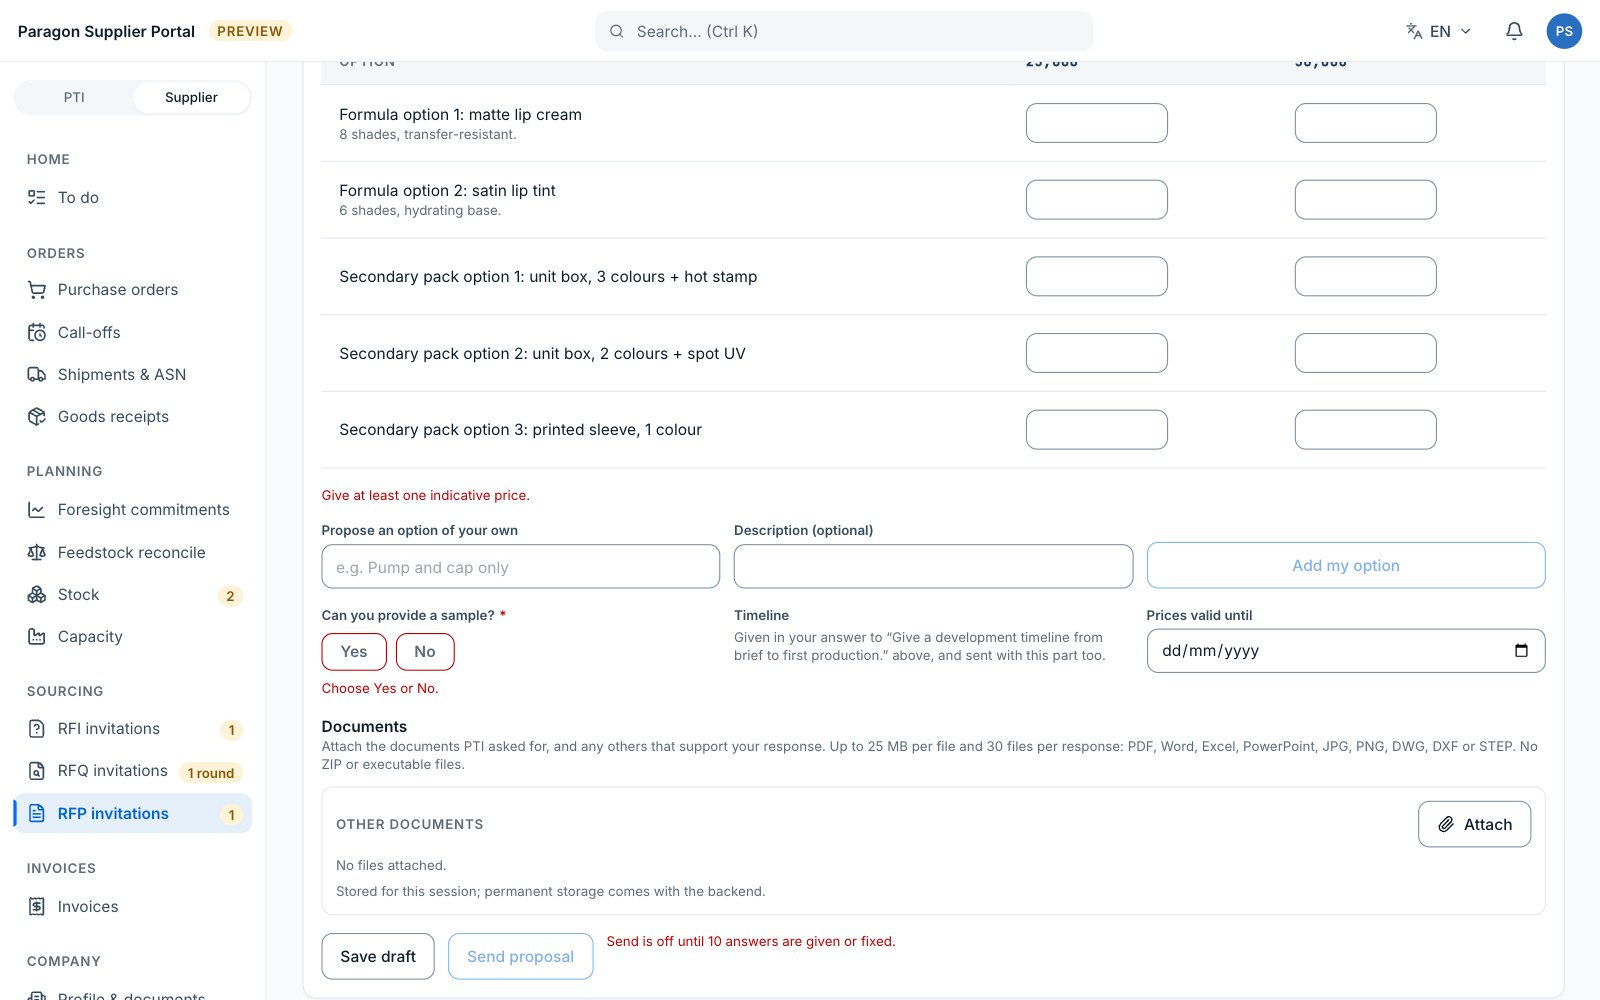 Paragon Supplier Portal PREVIEW
Search... (Ctrl K)
EN
PS
PTI Supplier
HOME
To do
ORDERS
Purchase orders
Call-offs
Shipments & ASN
Goods receipts
PLANNING
Foresight commitments
Feedstock reconcile
Stock 2
Capacity
SOURCING
RFI invitations 1
RFQ invitations 1 round
RFP invitations 1
INVOICES
Invoices
COMPANY
Profile & documents
OPTION 25,000 50,000
Formula option 1: matte lip cream
8 shades, transfer-resistant.
Formula option 2: satin lip tint
6 shades, hydrating base.
Secondary pack option 1: unit box, 3 colours + hot stamp
Secondary pack option 2: unit box, 2 colours + spot UV
Secondary pack option 3: printed sleeve, 1 colour
Give at least one indicative price.
Propose an option of your own
e.g. Pump and cap only
Description (optional)
Add my option
Can you provide a sample? *
Yes No
Choose Yes or No.
Timeline
Given in your answer to “Give a development timeline from
brief to first production.” above, and sent with this part too.
Prices valid until
dd/mm/yyyy
Documents
Attach the documents PTI asked for, and any others that support your response. Up to 25 MB per file and 30 files per response: PDF, Word, Excel, PowerPoint, JPG, PNG, DWG, DXF or STEP. No
ZIP or executable files.
OTHER DOCUMENTS
Attach
No files attached.
Stored for this session; permanent storage comes with the backend.
Save draft Send proposal Send is off until 10 answers are given or fixed.